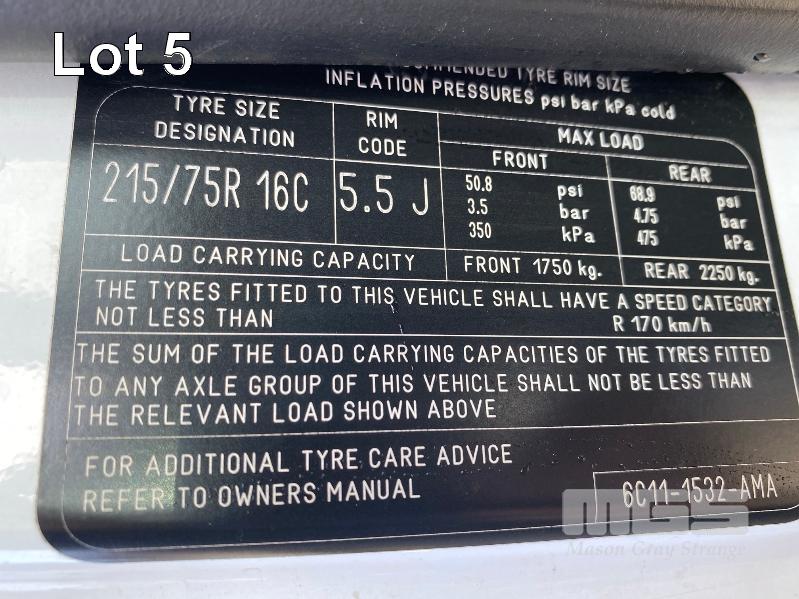 Lot 5
TYRE RIM SIZE
INFLATION PRESSURES psi bar kPa cold
TYRE SIZE DESIGNATION
RIM CODE
MAX LOAD
FRONT
REAR
215/75R 16C
5.5 J
50.8 psi
3.5 bar
350 kPa
68.9 psi
4.75 bar
475 kPa
LOAD CARRYING CAPACITY
FRONT 1750 kg.
REAR 2250 kg.
THE TYRES FITTED TO THIS VEHICLE SHALL HAVE A SPEED CATEGORY
NOT LESS THAN R 170 km/h
THE SUM OF THE LOAD CARRYING CAPACITIES OF THE TYRES FITTED
TO ANY AXLE GROUP OF THIS VEHICLE SHALL NOT BE LESS THAN
THE RELEVANT LOAD SHOWN ABOVE
FOR ADDITIONAL TYRE CARE ADVICE
REFER TO OWNERS MANUAL
6C11-1532-AMA
MGS
Mason Gray Strange